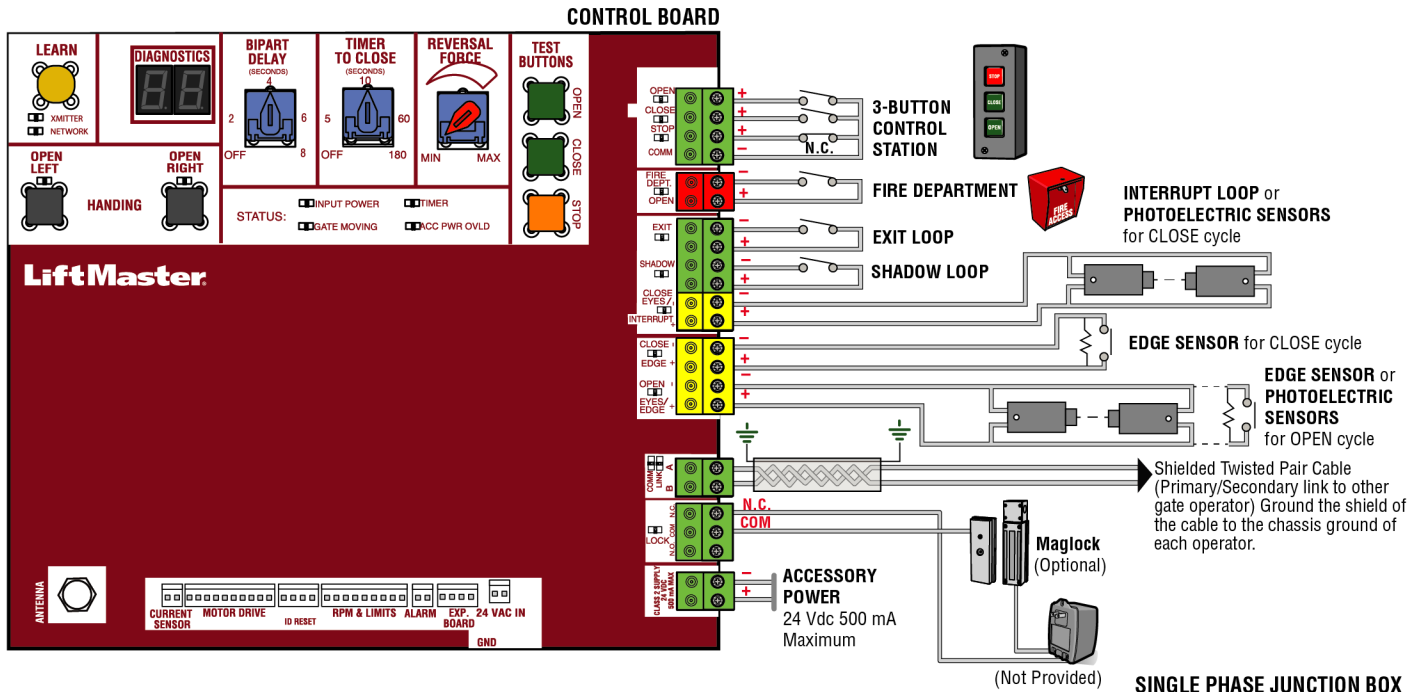 CONTROL BOARD
LEARN
XMITTER
NETWORK
DIAGNOSTICS
BIPART
DELAY
(SECONDS)
4
2
6
OFF
8
TIMER
TO CLOSE
(SECONDS)
10
5
60
OFF
180
REVERSAL
FORCE
MIN
MAX
TEST
BUTTONS
OPEN
CLOSE
STOP
OPEN
LEFT
HANDING
OPEN
RIGHT
STATUS:
INPUT POWER
TIMER
GATE MOVING
ACC PWR OVLD
LiftMaster
OPEN
CLOSE
STOP
COMM
+
+
+
−
N.C.
3-BUTTON
CONTROL
STATION
STOP
CLOSE
OPEN
FIRE
DEPT.
OPEN
−
+
FIRE DEPARTMENT
FIRE
ACCESS
EXIT
−
+
EXIT LOOP
SHADOW
−
+
SHADOW LOOP
CLOSE
EYES/
INTERRUPT +
−
+
INTERRUPT LOOP or
PHOTOELECTRIC SENSORS
for CLOSE cycle
CLOSE
EDGE +
−
+
EDGE SENSOR for CLOSE cycle
OPEN
EYES/
EDGE +
−
+
EDGE SENSOR or
PHOTOELECTRIC
SENSORS
for OPEN cycle
COMM
LINK
A
B
Shielded Twisted Pair Cable
(Primary/Secondary link to other
gate operator) Ground the shield of
the cable to the chassis ground of
each operator.
LOCK
N.C.
COM
N.O.
N.C.
COM
Maglock
(Optional)
CLASS 2 SUPPLY
24 VDC
500 mA MAX
−
+
ACCESSORY
POWER
24 Vdc 500 mA
Maximum
(Not Provided)
ANTENNA
CURRENT
SENSOR
MOTOR DRIVE
ID RESET
RPM & LIMITS
ALARM
EXP.
BOARD
24 VAC IN
GND
SINGLE PHASE JUNCTION BOX